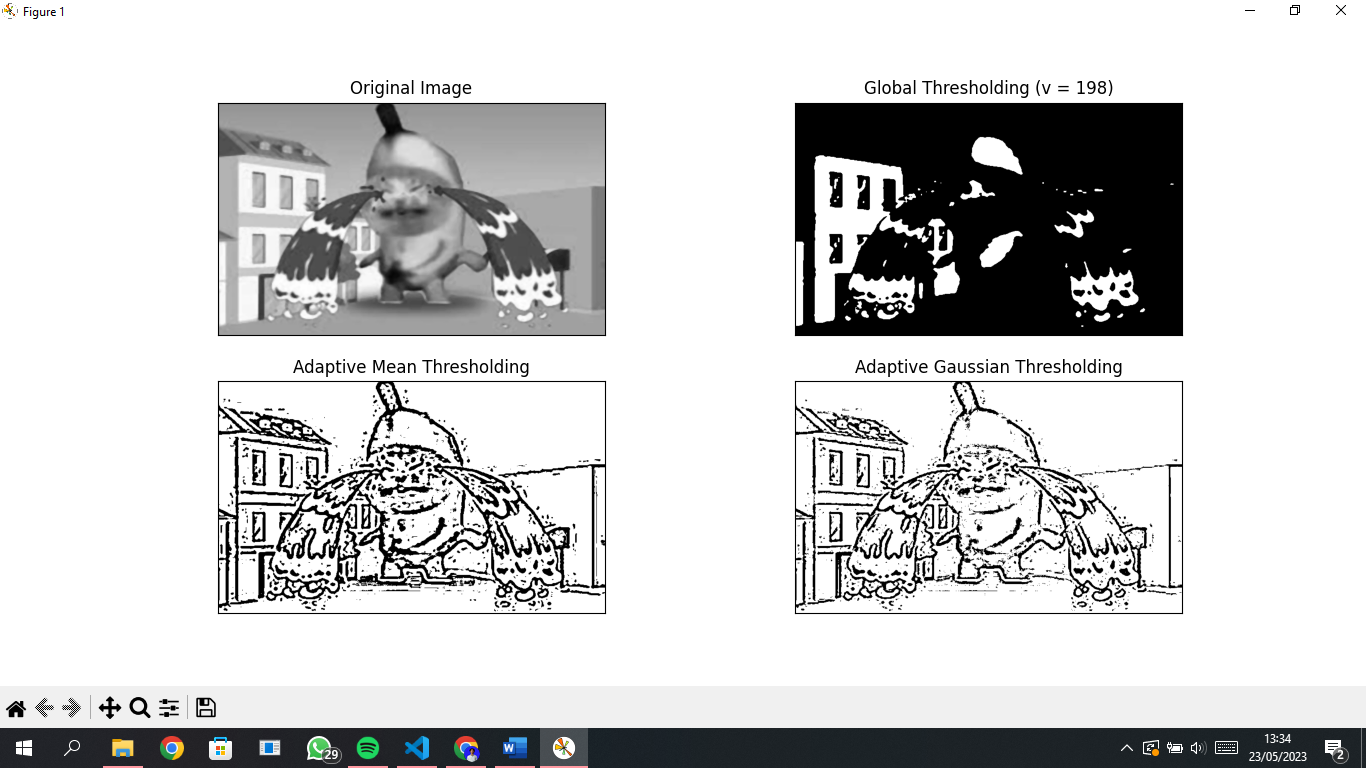 Figure 1
Original Image
Global Thresholding (v = 198)
Adaptive Mean Thresholding
Adaptive Gaussian Thresholding
29
W
13:34
23/05/2023
2